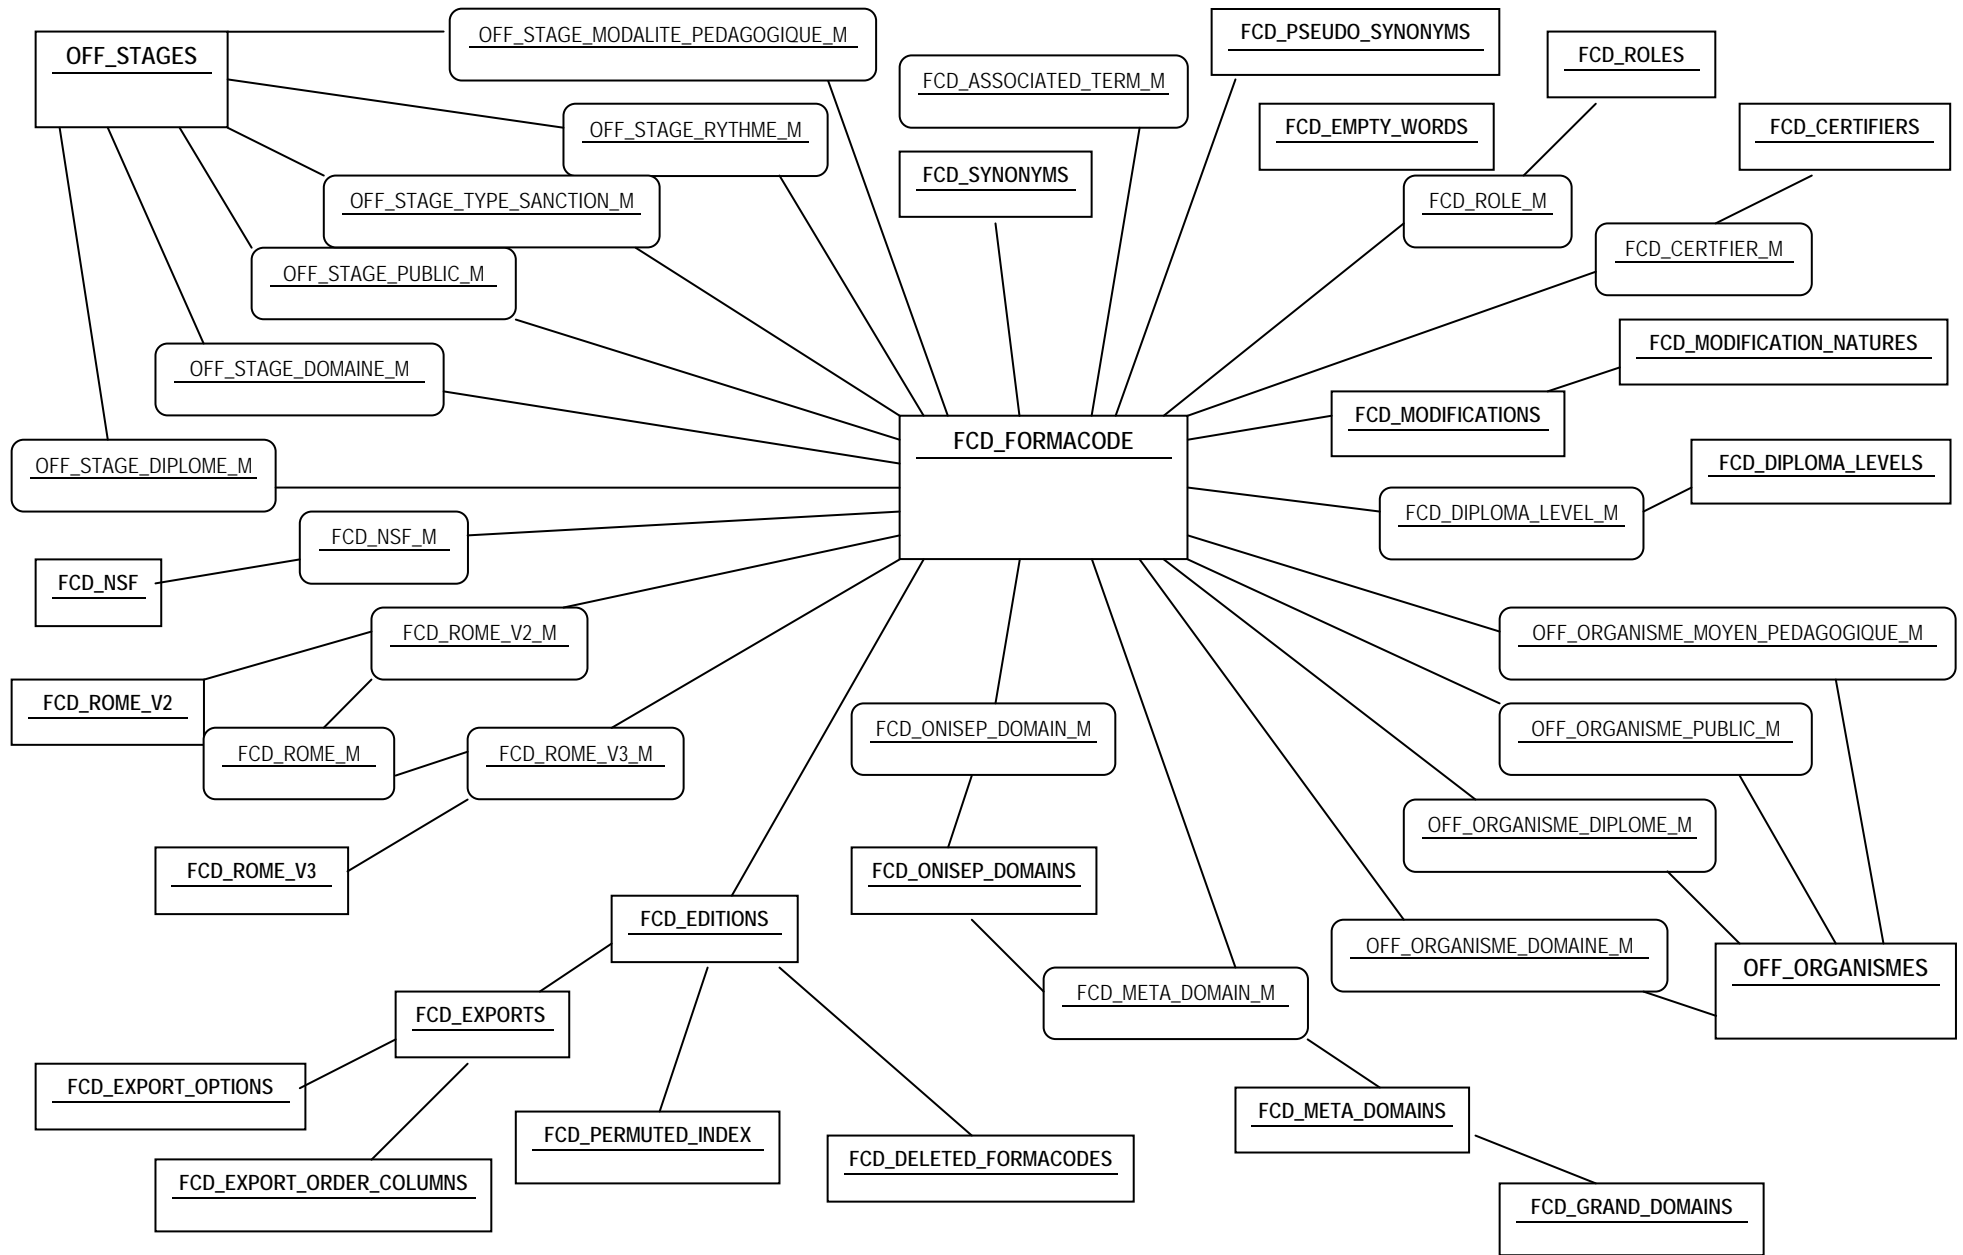 OFF_STAGE_MODALITE_PEDAGOGIQUE_M
FCD_PSEUDO_SYNONYMS
OFF_STAGES
FCD_ROLES
FCD_ASSOCIATED_TERM_M
OFF_STAGE_RYTHME_M
FCD_EMPTY_WORDS
FCD_CERTIFIERS
FCD_SYNONYMS
OFF_STAGE_TYPE_SANCTION_M
FCD_ROLE_M
FCD_CERTFIER_M
OFF_STAGE_PUBLIC_M
FCD_MODIFICATION_NATURES
OFF_STAGE_DOMAINE_M
FCD_MODIFICATIONS
FCD_FORMACODE
OFF_STAGE_DIPLOME_M
FCD_DIPLOMA_LEVELS
FCD_DIPLOMA_LEVEL_M
FCD_NSF_M
FCD_NSF
FCD_ROME_V2_M
OFF_ORGANISME_MOYEN_PEDAGOGIQUE_M
FCD_ROME_V2
FCD_ONISEP_DOMAIN_M
OFF_ORGANISME_PUBLIC_M
FCD_ROME_M
FCD_ROME_V3_M
OFF_ORGANISME_DIPLOME_M
FCD_ROME_V3
FCD_ONISEP_DOMAINS
FCD_EDITIONS
OFF_ORGANISME_DOMAINE_M
OFF_ORGANISMES
FCD_META_DOMAIN_M
FCD_EXPORTS
FCD_EXPORT_OPTIONS
FCD_META_DOMAINS
FCD_PERMUTED_INDEX
FCD_DELETED_FORMACODES
FCD_EXPORT_ORDER_COLUMNS
FCD_GRAND_DOMAINS